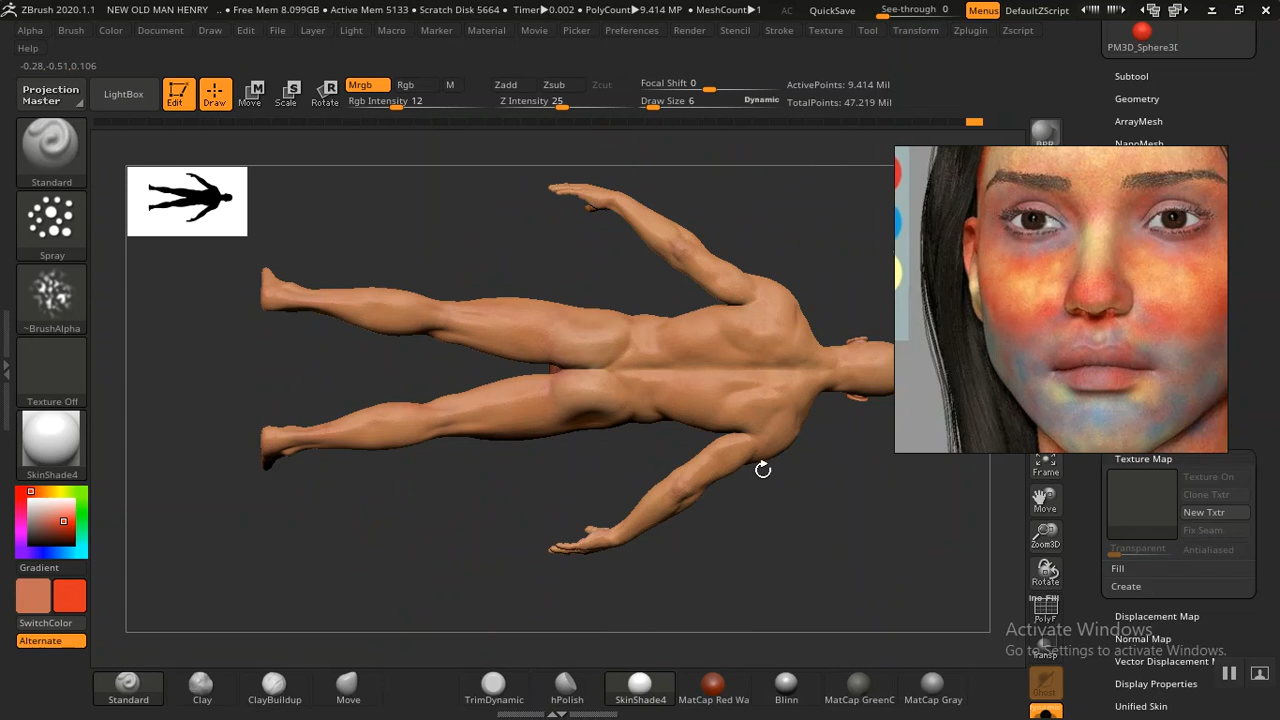 ZBrush 2020.1.1 NEW OLD MAN HENRY .. • Free Mem 8.099GB • Active Mem 5133 • Scratch Disk 5664 • Timer▶0.002 • PolyCount▶9.414 MP • MeshCount▶1 AC QuickSave See-through 0 Menus DefaultZScript
Alpha Brush Color Document Draw Edit File Layer Light Macro Marker Material Movie Picker Preferences Render Stencil Stroke Texture Tool Transform Zplugin Zscript
Help
-0.28,-0.51,0.106
PM3D_Sphere3D
Projection Master
LightBox
Edit Draw Move Scale Rotate
Mrgb Rgb M Zadd Zsub Zcut Focal Shift 0 ActivePoints: 9.414 Mil
Rgb Intensity 12 Z Intensity 25 Draw Size 6 Dynamic TotalPoints: 47.219 Mil
Subtool
Geometry
ArrayMesh
NanoMesh
BPR
Standard
Spray
~BrushAlpha
Texture Off
SkinShade4
Gradient
SwitchColor
Alternate
Frame
Move
Zoom3D
Rotate
PolyF
Transp
Ghost
Texture Map
Texture On
Clone Txtr
New Txtr
Fix Seam
Transparent Antialiased
Fill
Create
Displacement Map
Normal Map
Vector Displacement
Display Properties
Unified Skin
Activate Windows
Go to Settings to activate Windows.
Standard Clay ClayBuildup Move TrimDynamic hPolish SkinShade4 MatCap Red Wa Blinn MatCap GreenC MatCap Gray